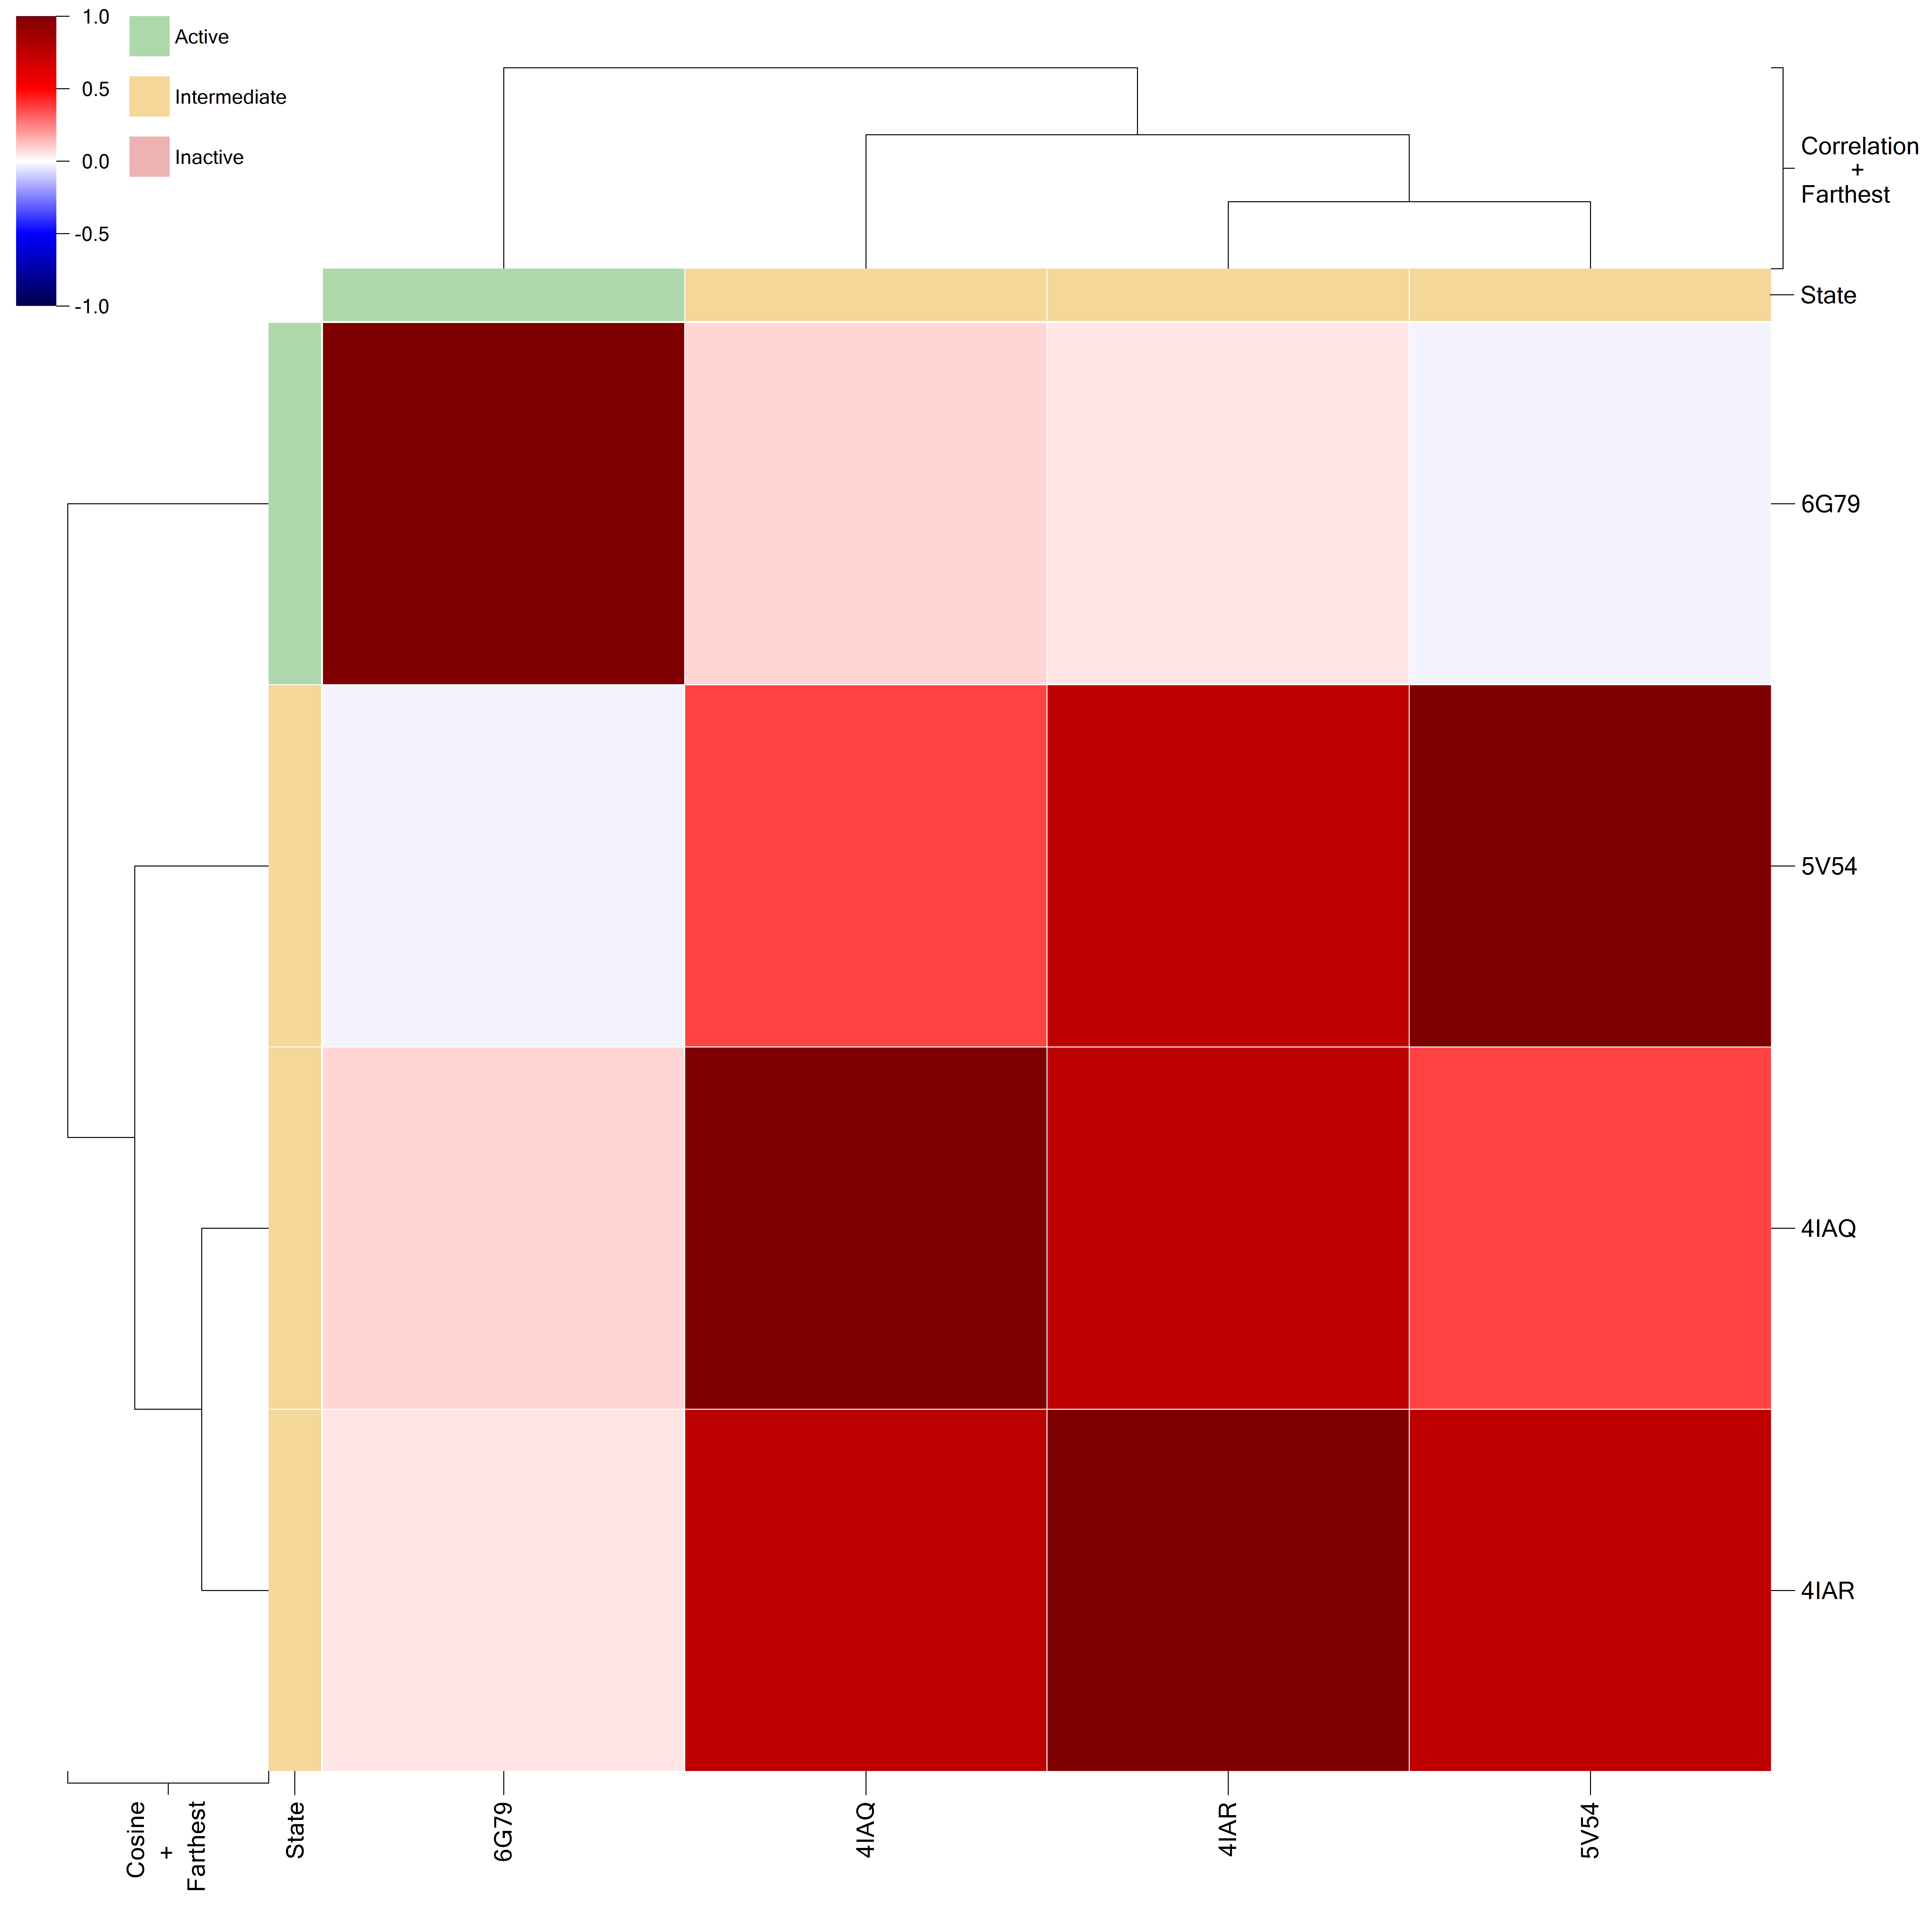 1.0
0.5
0.0
-0.5
-1.0
Active
Intermediate
Inactive
Correlation
+
Farthest
State
6G79
5V54
4IAQ
4IAR
Cosine
+
Farthest
State
6G79
4IAQ
4IAR
5V54